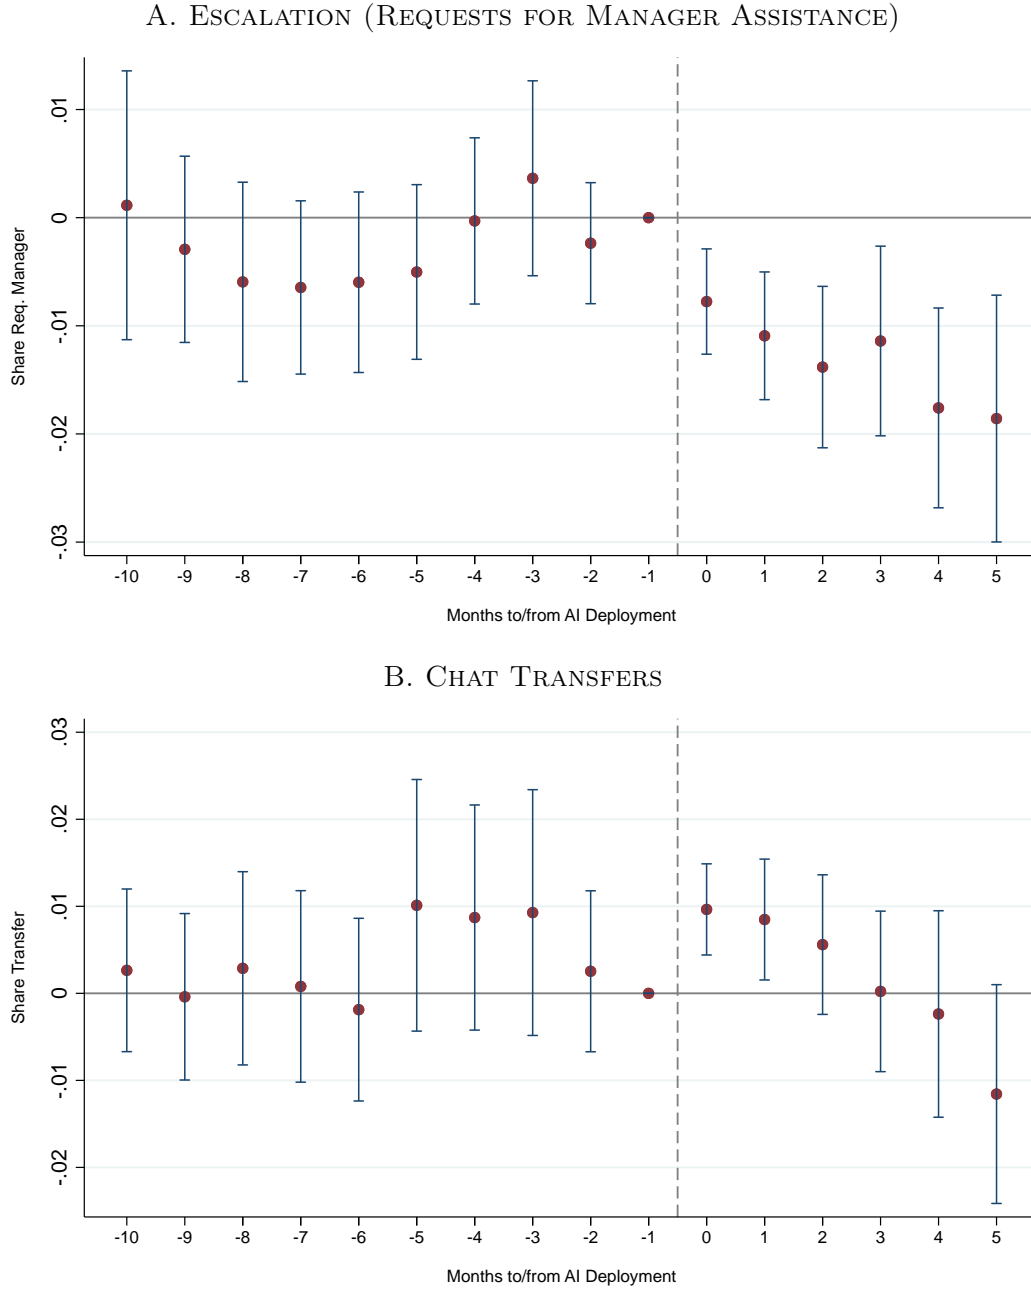 A. Escalation (Requests for Manager Assistance)
.01
0
-.01
-.02
-.03
Share Req. Manager
-10 -9 -8 -7 -6 -5 -4 -3 -2 -1 0 1 2 3 4 5
Months to/from AI Deployment
B. Chat Transfers
.03
.02
.01
0
-.01
-.02
Share Transfer
-10 -9 -8 -7 -6 -5 -4 -3 -2 -1 0 1 2 3 4 5
Months to/from AI Deployment